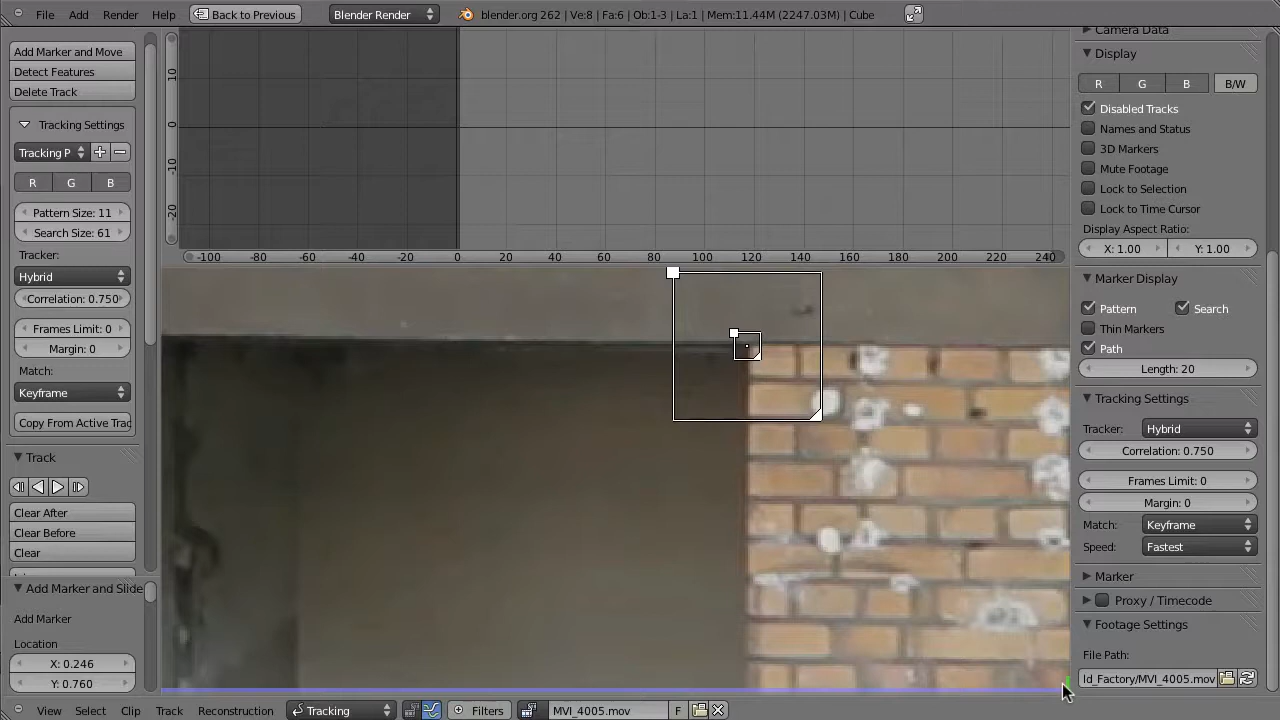 File Add Render Help Back to Previous Blender Render blender.org 262 | Ve:8 | Fa:6 | Ob:1-3 | La:1 | Mem:11.44M (2247.03M) | Cube
Add Marker and Move
Detect Features
Delete Track
Tracking Settings
Tracking P
R G B
Pattern Size: 11
Search Size: 61
Tracker:
Hybrid
Correlation: 0.750
Frames Limit: 0
Margin: 0
Match:
Keyframe
Copy From Active Trac
Track
Clear After
Clear Before
Clear
Add Marker and Slide
Add Marker
Location
X: 0.246
Y: 0.760
10
0
-10
-20
-100 -80 -60 -40 -20 0 20 40 60 80 100 120 140 160 180 200 220 240
Camera Data
Display
R G B B/W
Disabled Tracks
Names and Status
3D Markers
Mute Footage
Lock to Selection
Lock to Time Cursor
Display Aspect Ratio:
X: 1.00 Y: 1.00
Marker Display
Pattern Search
Thin Markers
Path
Length: 20
Tracking Settings
Tracker: Hybrid
Correlation: 0.750
Frames Limit: 0
Margin: 0
Match: Keyframe
Speed: Fastest
Marker
Proxy / Timecode
Footage Settings
File Path:
ld_Factory/MVI_4005.mov
View Select Clip Track Reconstruction Tracking Filters MVI_4005.mov F